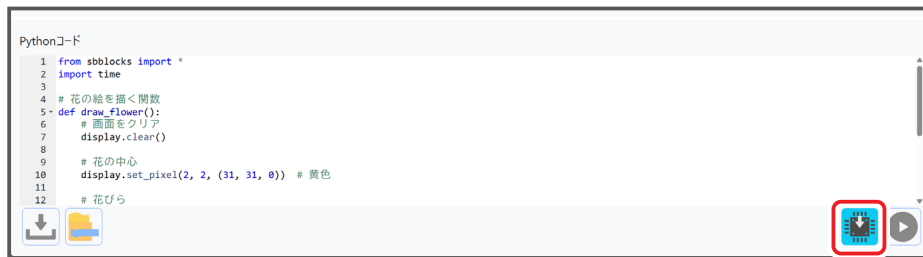 Pythonコード
1 from sbblocks import *
2 import time
3
4 # 花の絵を描く関数
5 def draw_flower():
6     # 画面をクリア
7     display.clear()
8
9     # 花の中心
10     display.set_pixel(2, 2, (31, 31, 0))  # 黄色
11
12     # 花びら